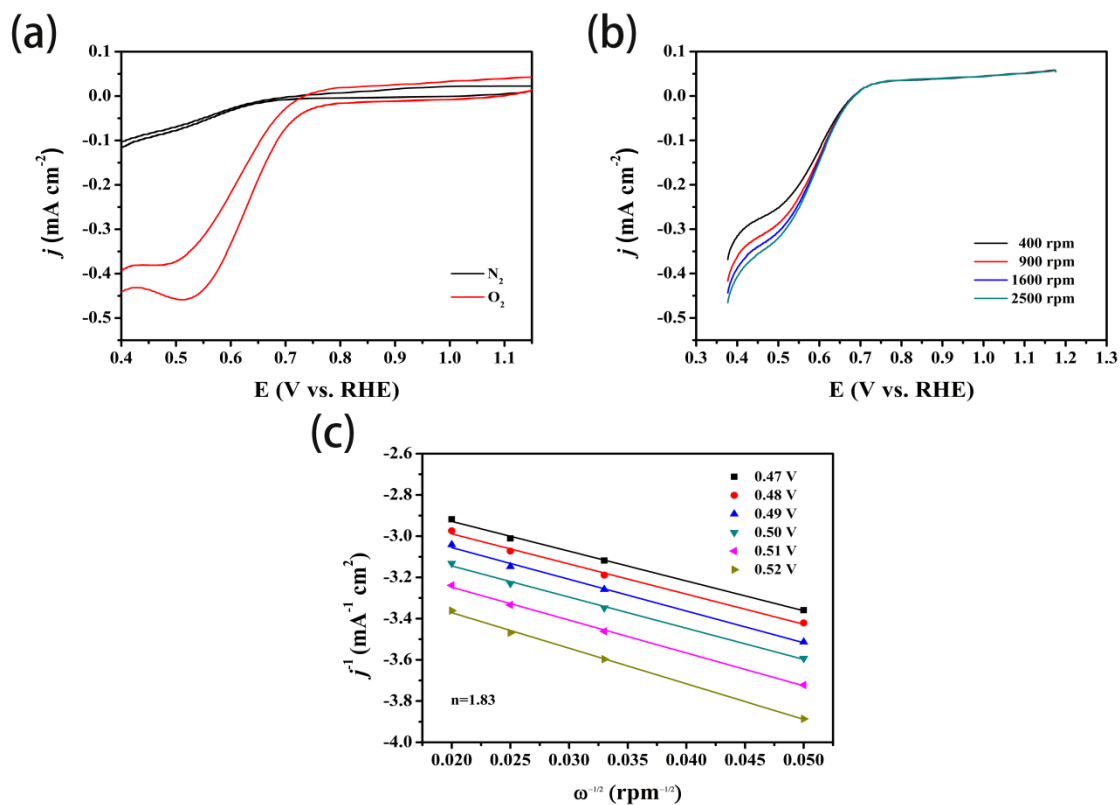 (a)
0.1
0.0
-0.1
-0.2
-0.3
-0.4
-0.5
j (mA cm⁻²)
N₂
O₂
0.4 0.5 0.6 0.7 0.8 0.9 1.0 1.1
E (V vs. RHE)
(b)
0.1
0.0
-0.1
-0.2
-0.3
-0.4
-0.5
j (mA cm⁻²)
400 rpm
900 rpm
1600 rpm
2500 rpm
0.3 0.4 0.5 0.6 0.7 0.8 0.9 1.0 1.1 1.2 1.3
E (V vs. RHE)
(c)
-2.6
-2.8
-3.0
-3.2
-3.4
-3.6
-3.8
-4.0
j⁻¹ (mA⁻¹ cm²)
0.47 V
0.48 V
0.49 V
0.50 V
0.51 V
0.52 V
n=1.83
0.020 0.025 0.030 0.035 0.040 0.045 0.050
ω⁻¹/² (rpm⁻¹/²)